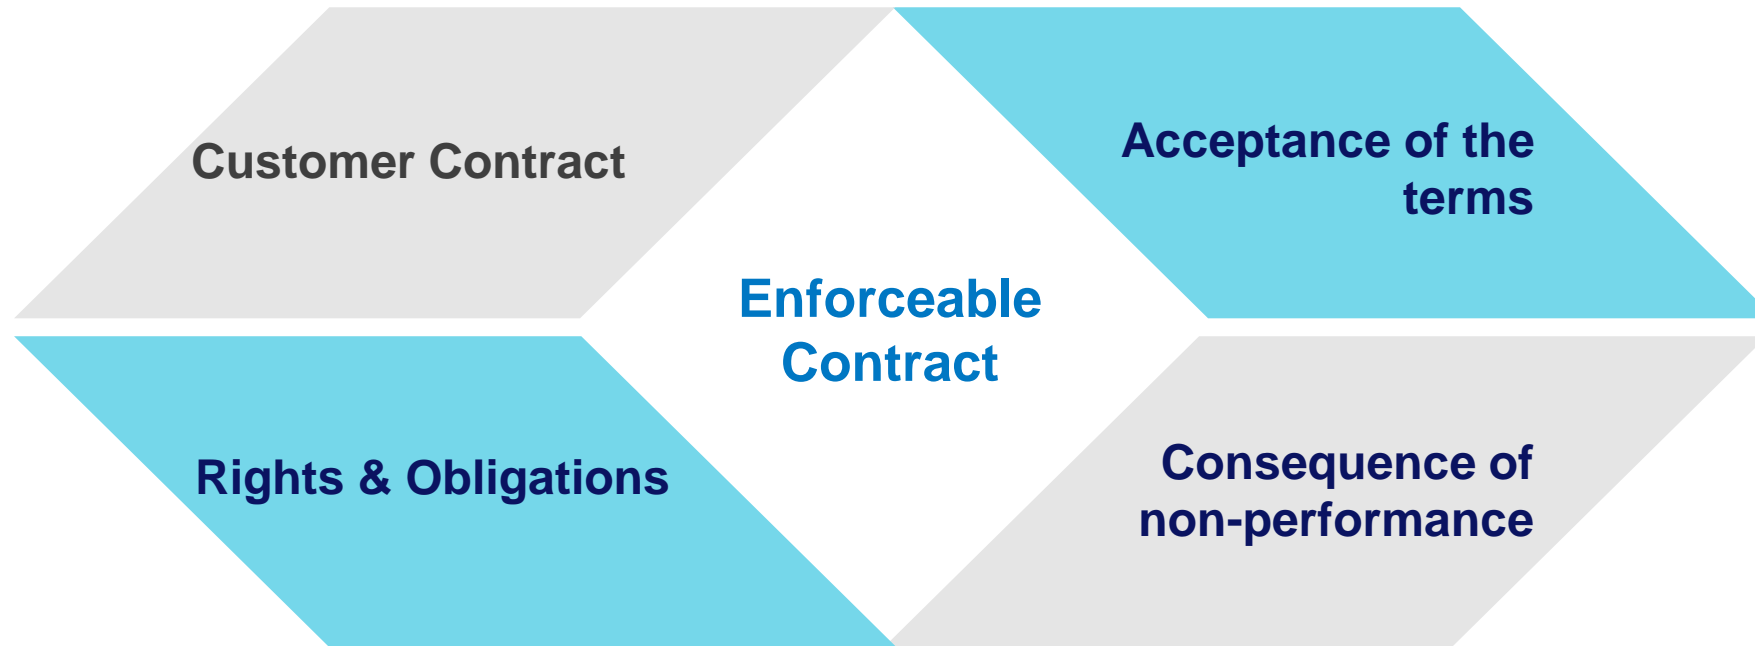 Customer Contract
Acceptance of the
terms
Enforceable
Contract
Rights & Obligations
Consequence of
non-performance